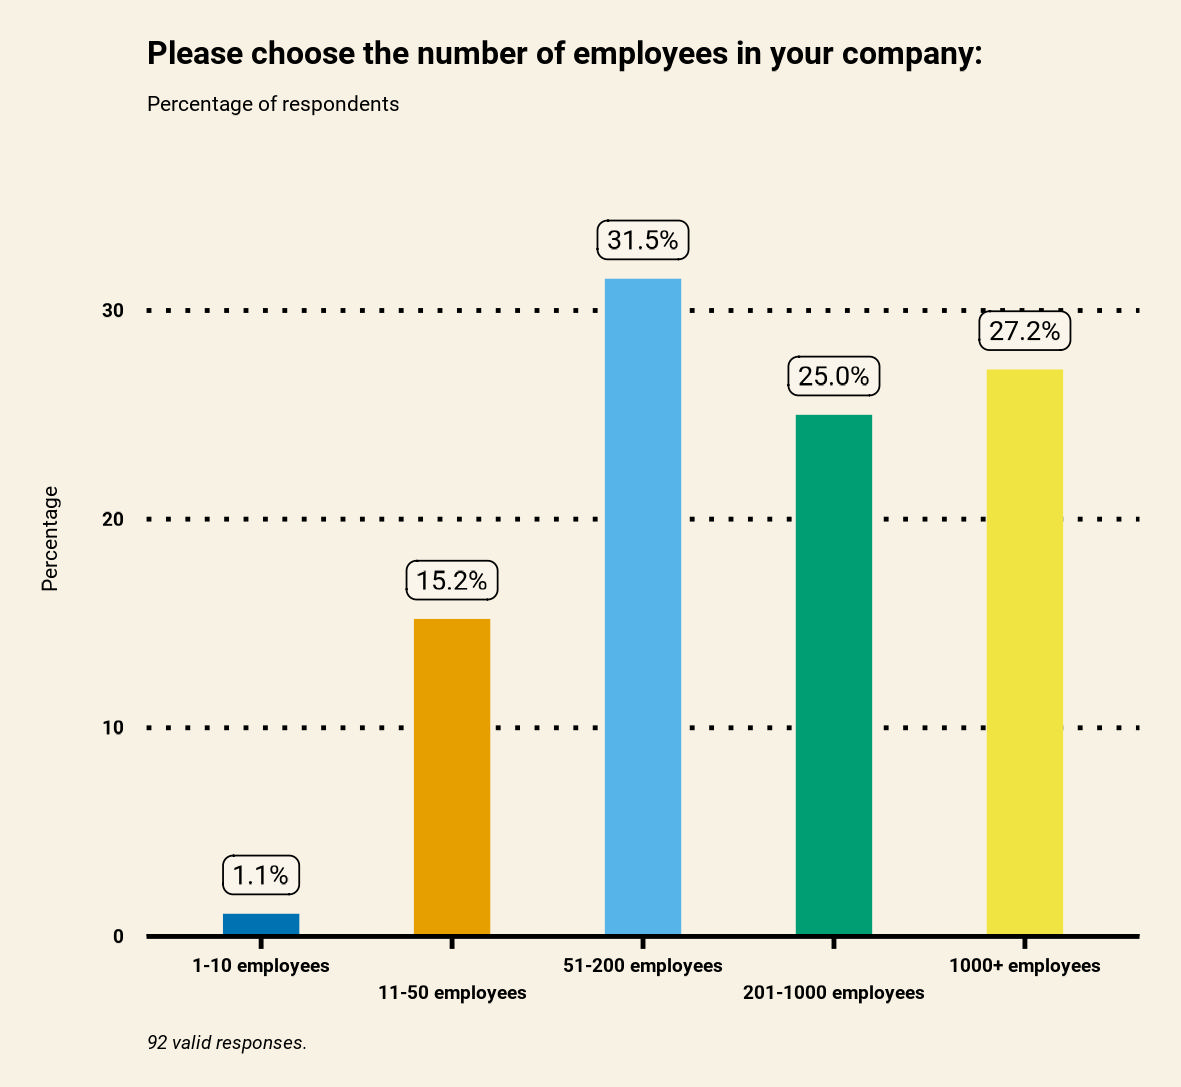 Please choose the number of employees in your company:
Percentage of respondents
31.5%
30
27.2%
25.0%
Percentage
20
15.2%
10
1.1%
0
1-10 employees
51-200 employees
1000+ employees
11-50 employees
201-1000 employees
92 valid responses.